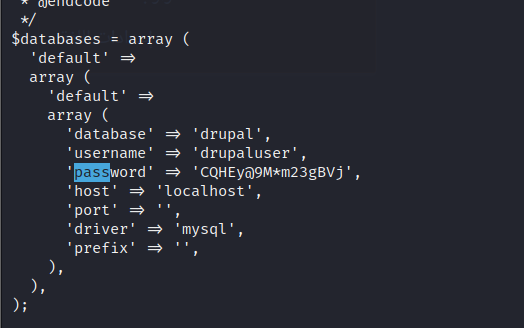 * @endcode
*/
$databases = array (
'default' =>
array (
'default' =>
array (
'database' => 'drupal',
'username' => 'drupaluser',
'password' => 'CQHEy@9M*m23gBVj',
'host' => 'localhost',
'port' => '',
'driver' => 'mysql',
'prefix' => '',
),
),
);